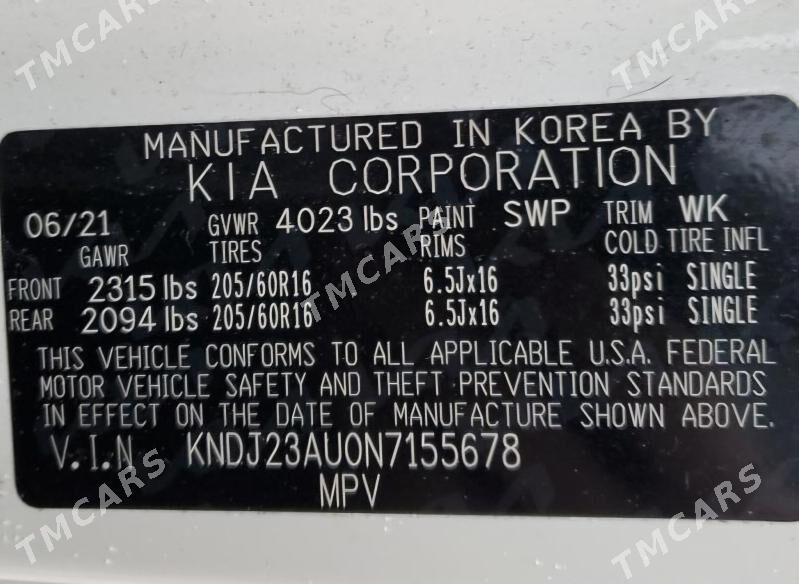 MANUFACTURED IN KOREA BY
KIA CORPORATION
06/21 GVWR 4023 lbs PAINT SWP TRIM WK
GAWR TIRES RIMS COLD TIRE INFL
FRONT 2315 lbs 205/60R16 6.5Jx16 33psi SINGLE
REAR 2094 lbs 205/60R16 6.5Jx16 33psi SINGLE
THIS VEHICLE CONFORMS TO ALL APPLICABLE U.S.A. FEDERAL
MOTOR VEHICLE SAFETY AND THEFT PREVENTION STANDARDS
IN EFFECT ON THE DATE OF MANUFACTURE SHOWN ABOVE.
V.I.N KNDJ23AU0N7155678
MPV
TMCARS
TMCARS
TMCARS
TMCARS
TMCARS
TMCARS